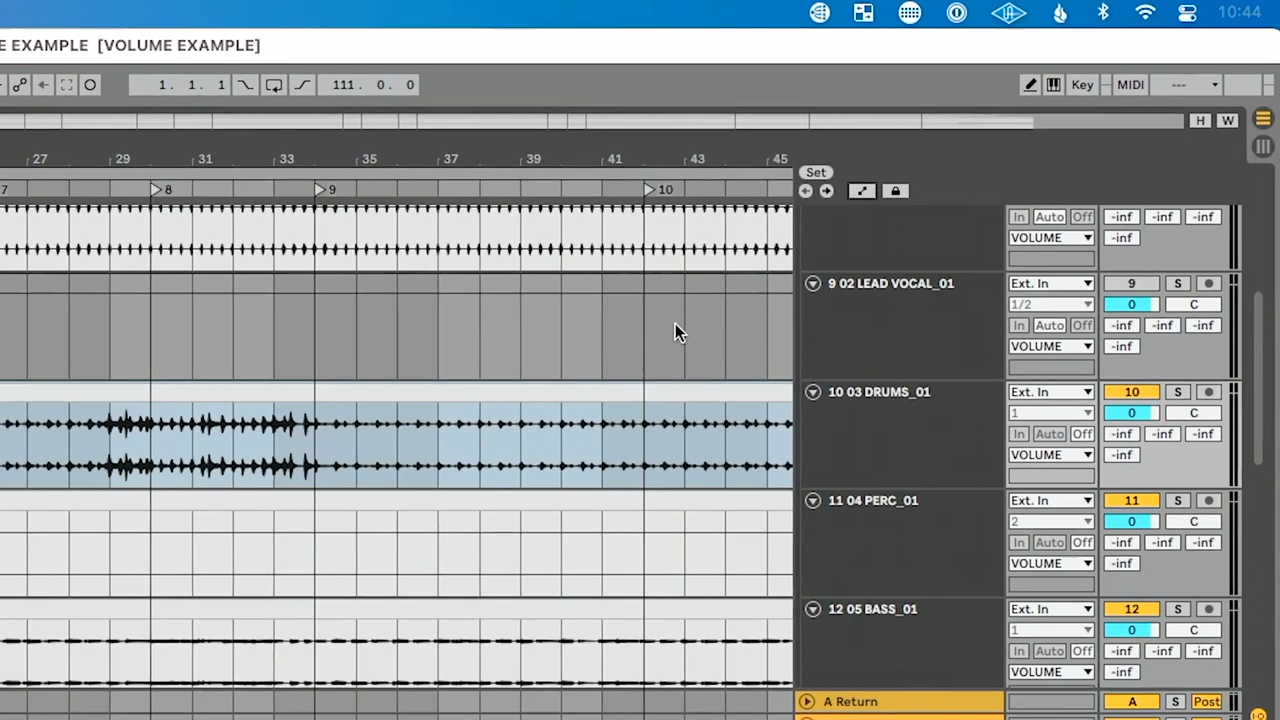 10:44
E EXAMPLE [VOLUME EXAMPLE]
1. 1. 1 111. 0. 0 Key MIDI ---
H W
27 29 31 33 35 37 39 41 43 45
Set
7 8 9 10
In Auto Off -inf -inf -inf
VOLUME -inf
9 02 LEAD VOCAL_01 Ext. In 9 S
1/2 0 C
In Auto Off -inf -inf -inf
VOLUME -inf
10 03 DRUMS_01 Ext. In 10 S
1 0 C
In Auto Off -inf -inf -inf
VOLUME -inf
11 04 PERC_01 Ext. In 11 S
2 0 C
In Auto Off -inf -inf -inf
VOLUME -inf
12 05 BASS_01 Ext. In 12 S
1 0 C
In Auto Off -inf -inf -inf
VOLUME -inf
A Return A S Post